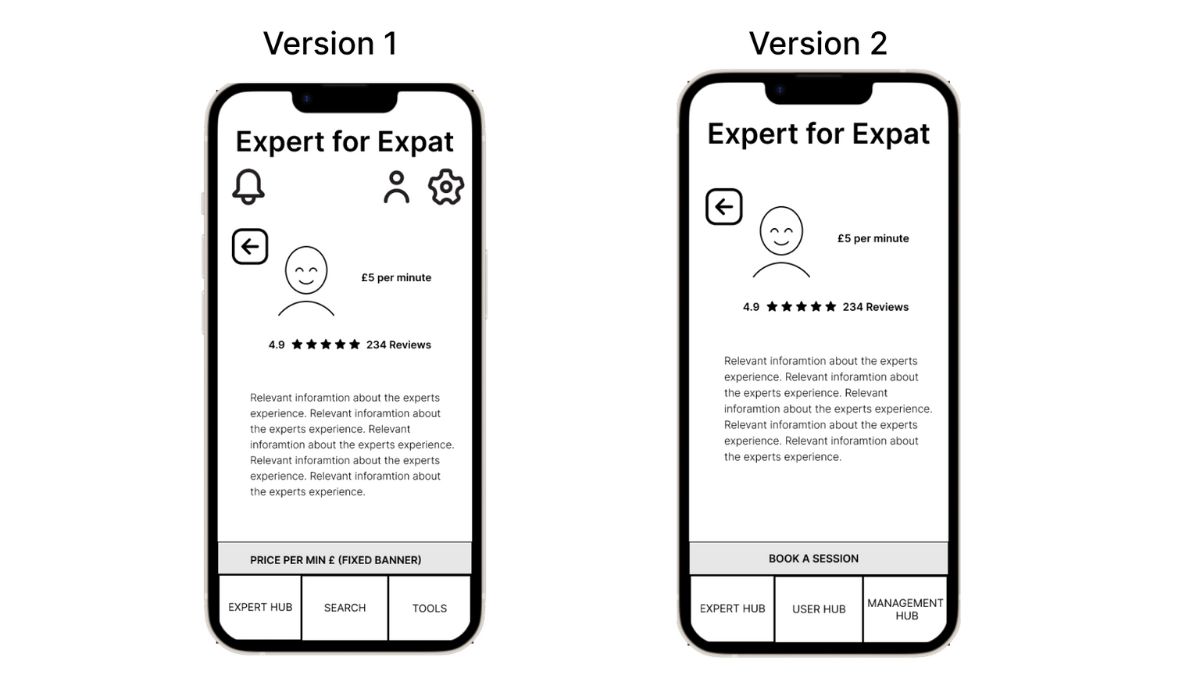 Version 1
Expert for Expat
£5 per minute
4.9
234 Reviews
Relevant inforamtion about the experts
experience. Relevant inforamtion about
the experts experience. Relevant
inforamtion about the experts experience.
Relevant inforamtion about the experts
experience. Relevant inforamtion about
the experts experience.
PRICE PER MIN £ (FIXED BANNER)
EXPERT HUB
SEARCH
TOOLS
Version 2
Expert for Expat
£5 per minute
4.9
234 Reviews
Relevant inforamtion about the experts
experience. Relevant inforamtion about
the experts experience. Relevant
inforamtion about the experts experience.
Relevant inforamtion about the experts
experience. Relevant inforamtion about
the experts experience.
BOOK A SESSION
EXPERT HUB
USER HUB
MANAGEMENT
HUB